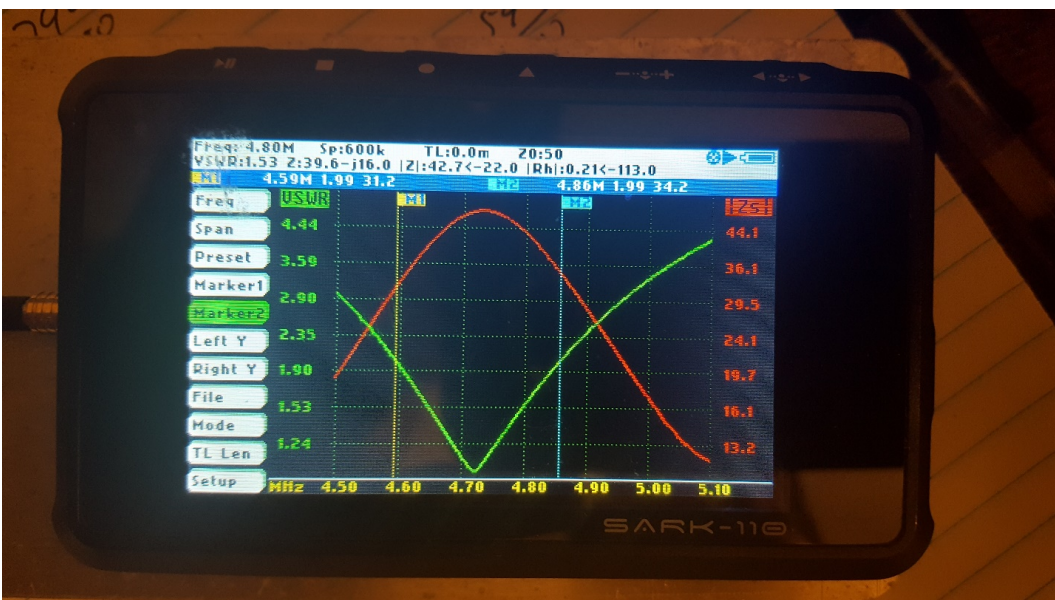 54%
Freq: 4.80M Sp:600k TL:0.0m Z0:50
VSWR:1.53 Z:39.6-j16.0 |Z|:42.7<-22.0 |Rh|:0.21<-113.0
M1 4.59M 1.99 31.2 M2 4.86M 1.99 34.2
Freq VSWR M1 M2 |Zs|
Span 4.44 44.1
Preset 3.59 36.1
Marker1 2.90 29.5
Marker2 2.35 24.1
Left Y 1.90 19.7
Right Y 1.53 16.1
File 1.24 13.2
Mode
TL Len
Setup
MHz 4.50 4.60 4.70 4.80 4.90 5.00 5.10
SARK-110